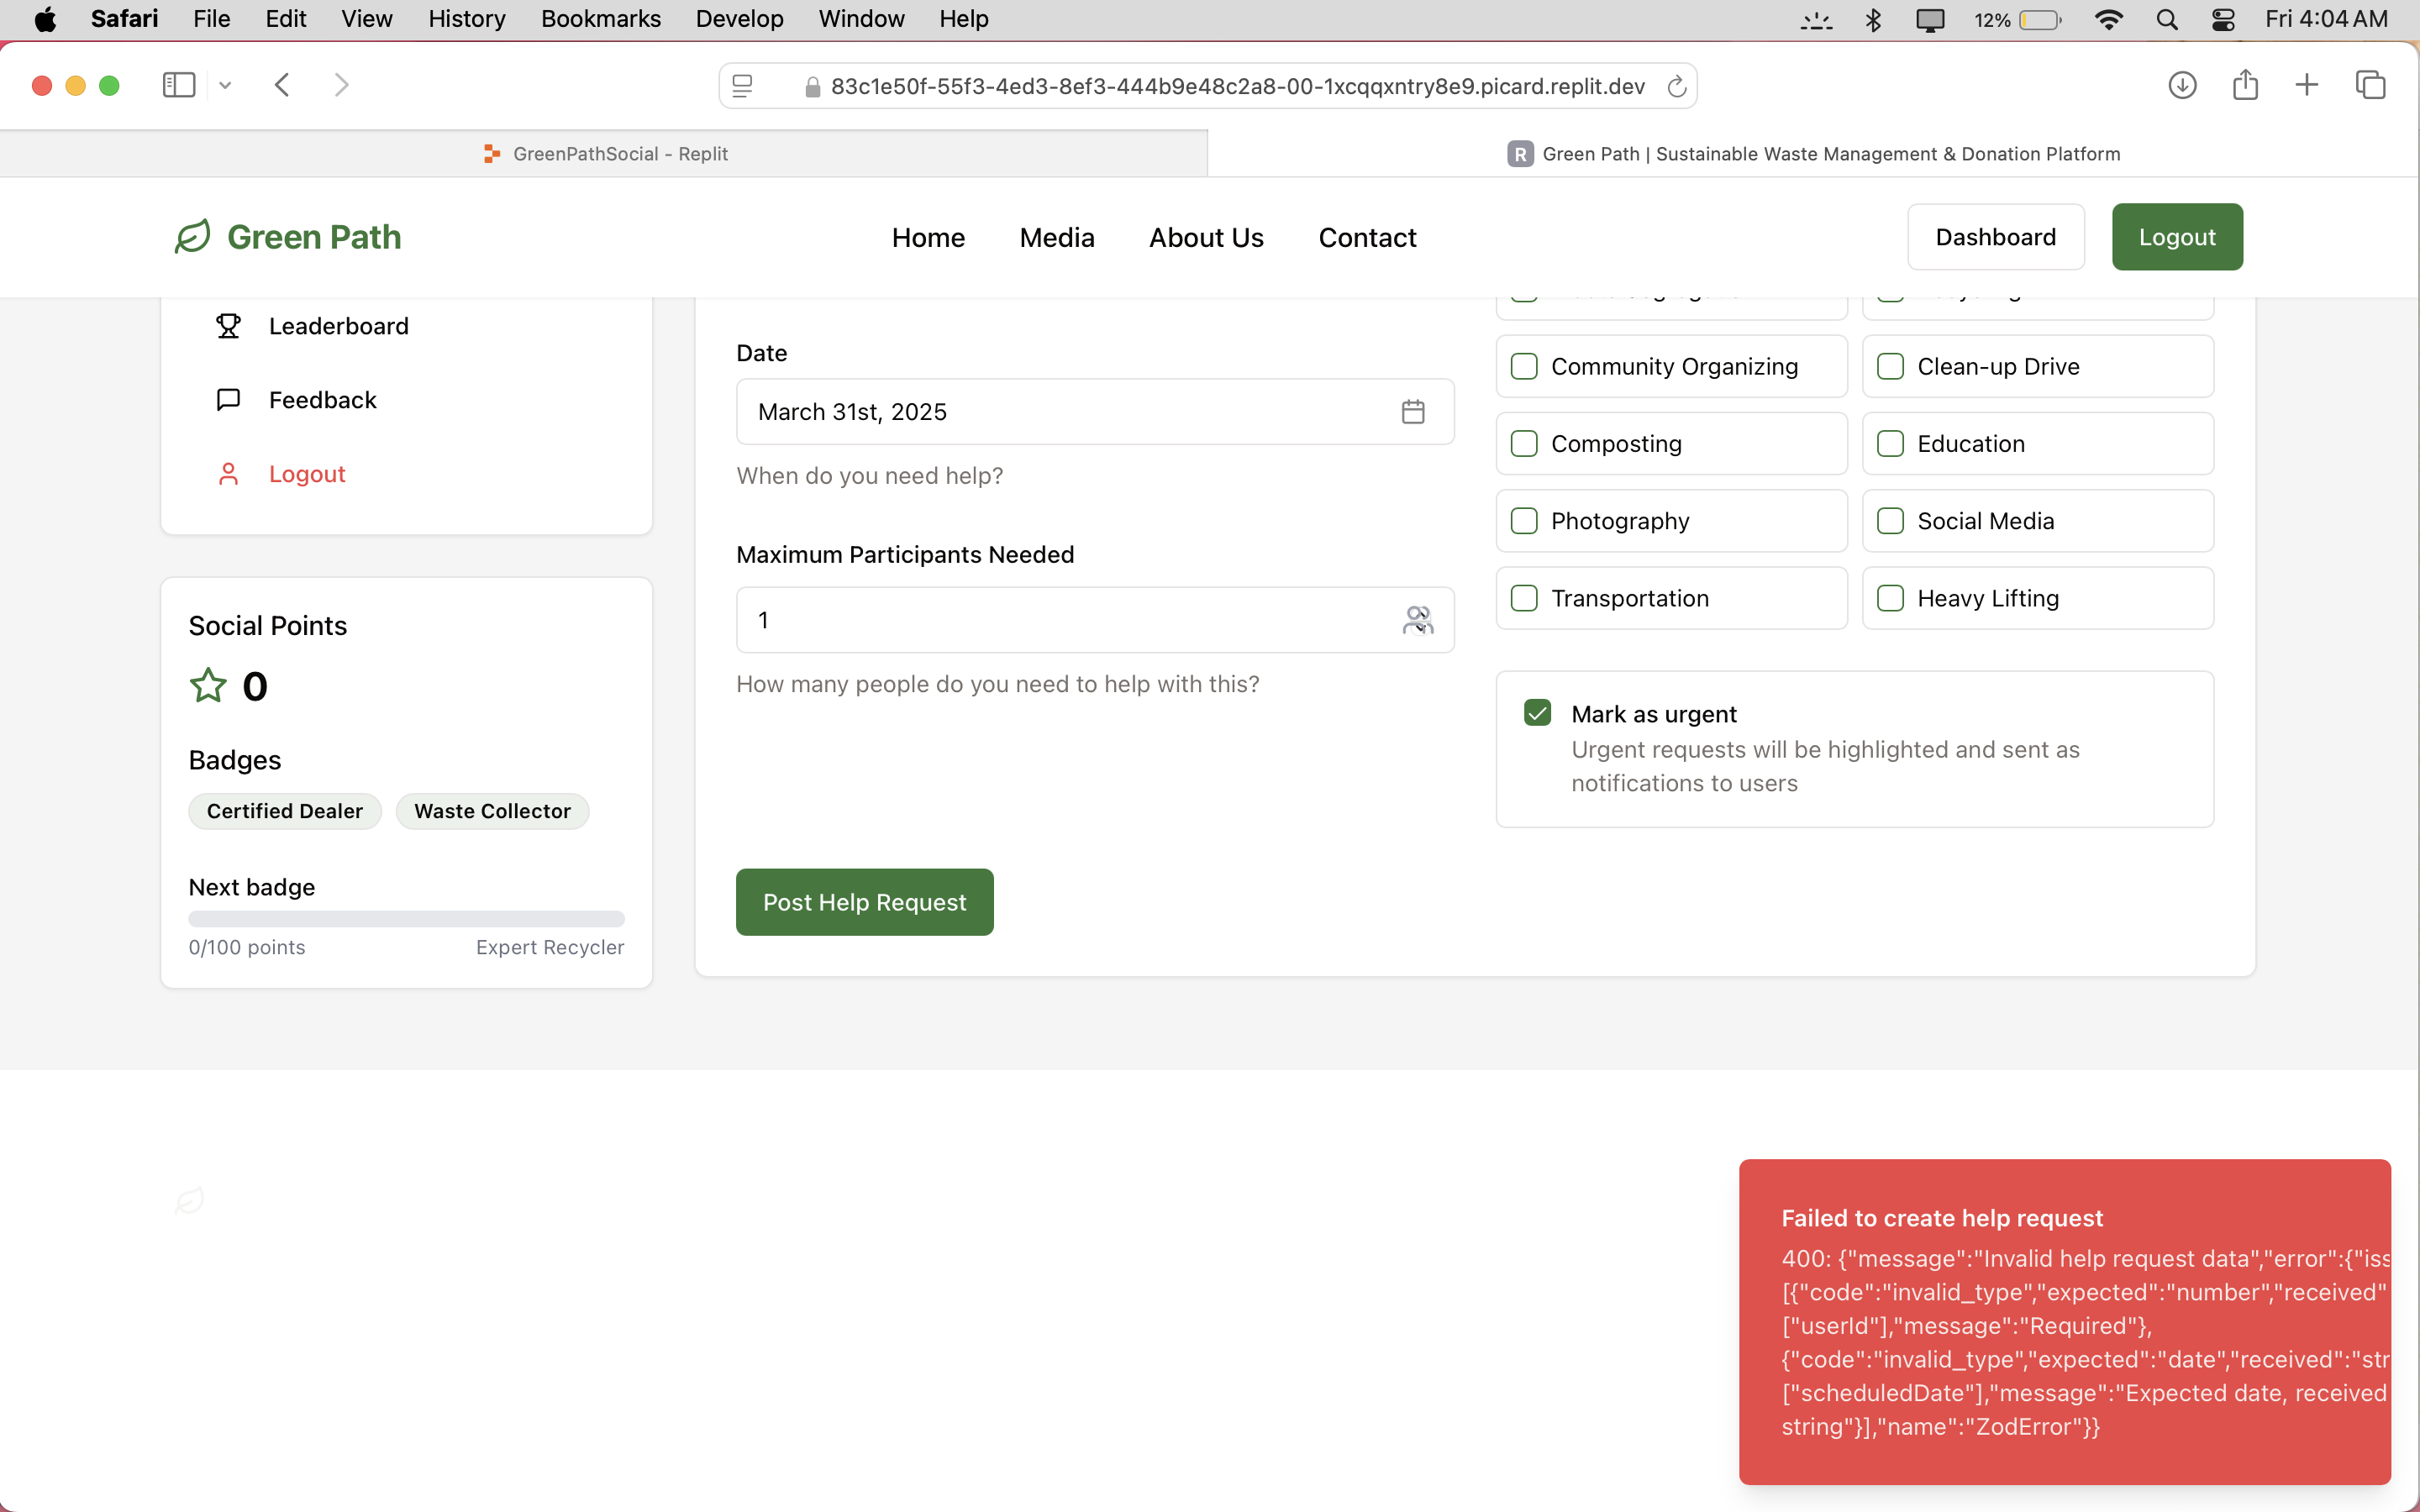 Safari File Edit View History Bookmarks Develop Window Help 12% Fri 4:04 AM
83c1e50f-55f3-4ed3-8ef3-444b9e48c2a8-00-1xcqqxntry8e9.picard.replit.dev
GreenPathSocial - Replit
R Green Path | Sustainable Waste Management & Donation Platform
Green Path Home Media About Us Contact Dashboard Logout
Leaderboard
Feedback
Logout
Social Points
0
Badges
Certified Dealer Waste Collector
Next badge
0/100 points Expert Recycler
Date
March 31st, 2025
When do you need help?
Maximum Participants Needed
1
How many people do you need to help with this?
Community Organizing Clean-up Drive
Composting Education
Photography Social Media
Transportation Heavy Lifting
Mark as urgent
Urgent requests will be highlighted and sent as
notifications to users
Post Help Request
Failed to create help request
400: {"message":"Invalid help request data","error":{"iss
[{"code":"invalid_type","expected":"number","received"
["userId"],"message":"Required"},
{"code":"invalid_type","expected":"date","received":"str
["scheduledDate"],"message":"Expected date, received
string"}],"name":"ZodError"}}